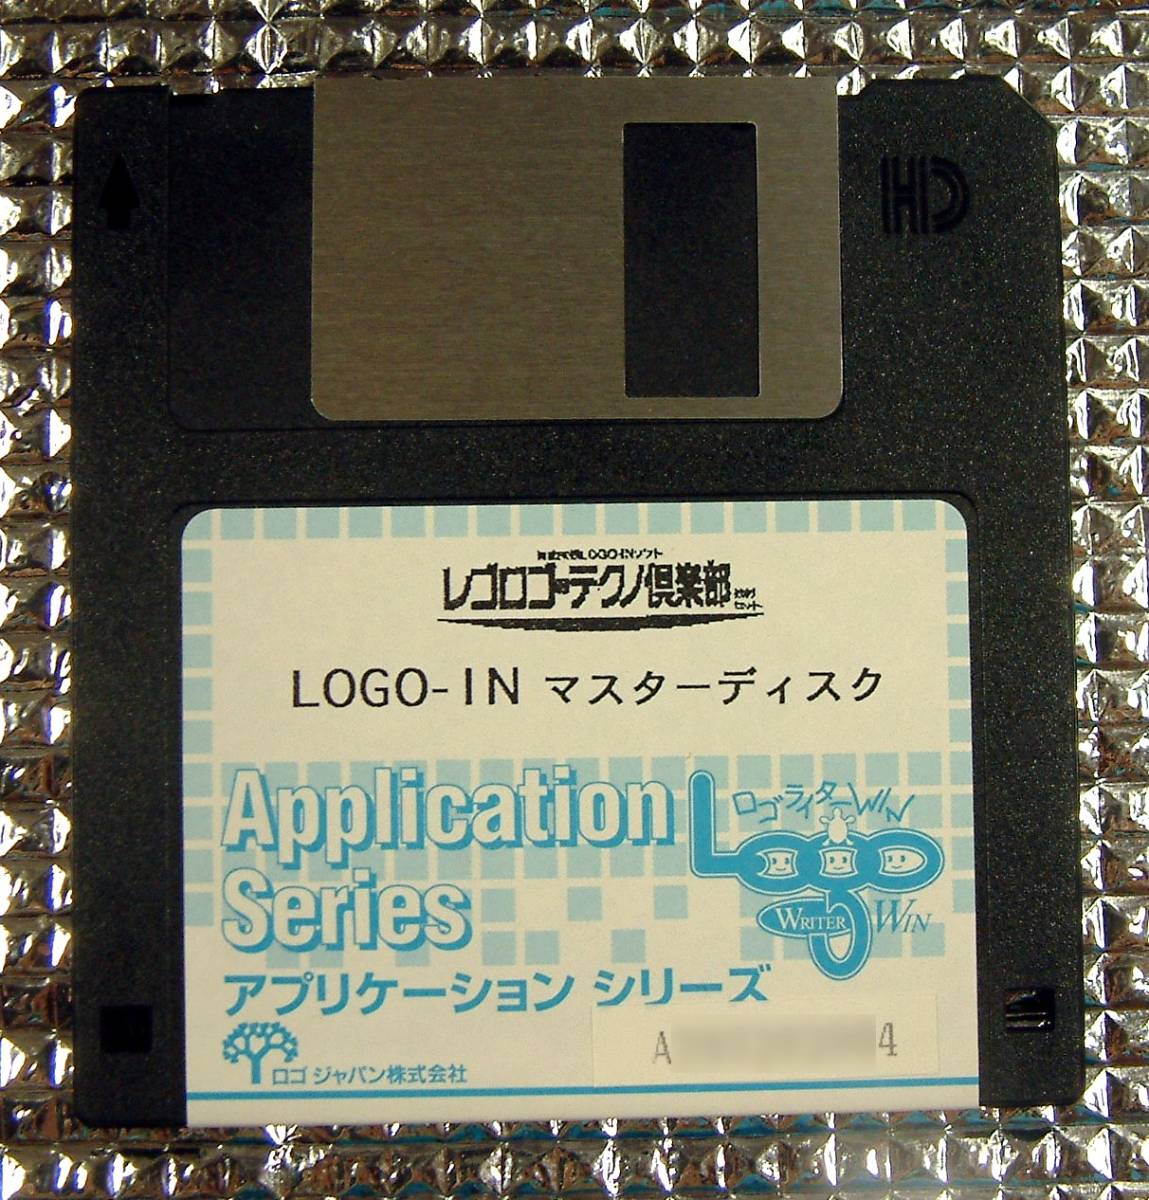 HD
レゴロゴ・テクノ倶楽部
LOGO-IN マスターディスク
Application
Series
ロゴライターWIN
Logo
WRITER WIN
アプリケーション シリーズ
A 4
ロゴ ジャパン株式会社